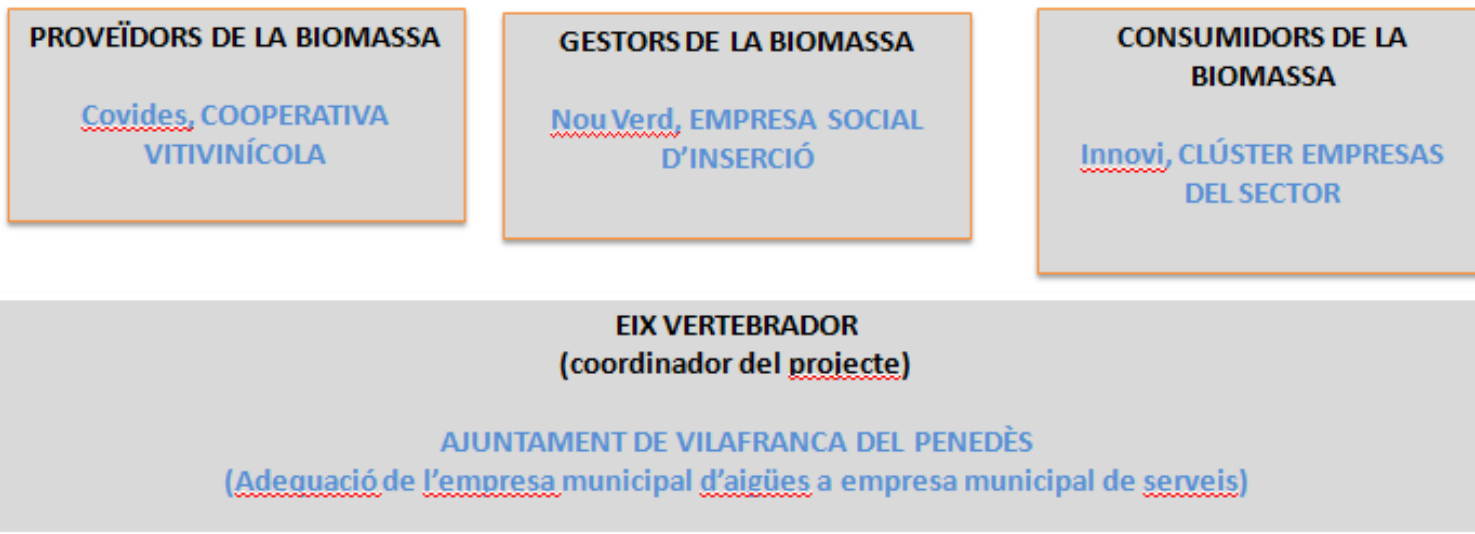 PROVEÏDORS DE LA BIOMASSA
Covides, COOPERATIVA
VITIVINÍCOLA
GESTORS DE LA BIOMASSA
Nou Verd, EMPRESA SOCIAL
D'INSERCIÓ
CONSUMIDORS DE LA
BIOMASSA
Innovi, CLÚSTER EMPRESAS
DEL SECTOR
EIX VERTEBRADOR
(coordinador del projecte)
AJUNTAMENT DE VILAFRANCA DEL PENEDÈS
(Adequació de l'empresa municipal d'aigües a empresa municipal de serveis)